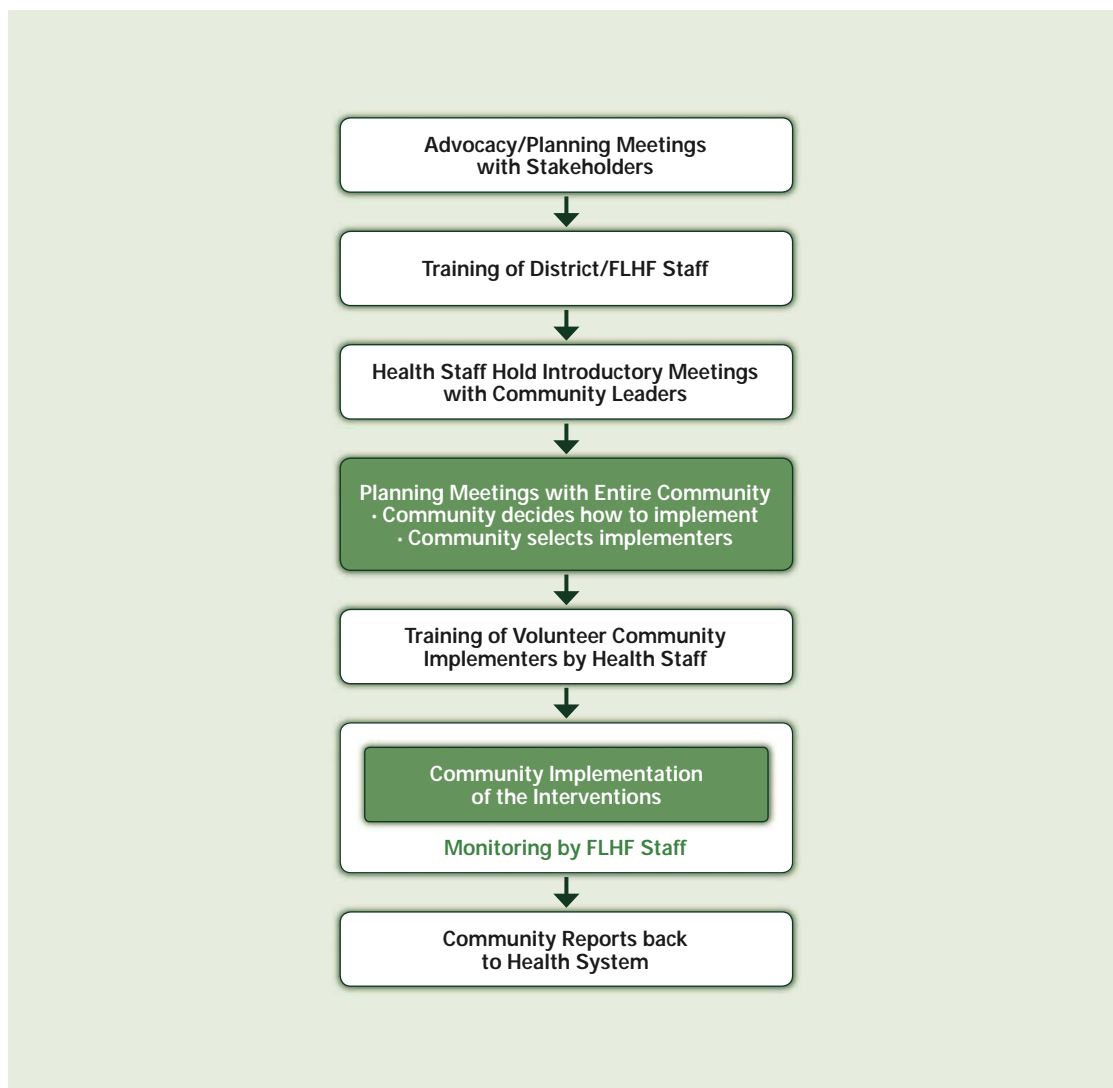 Advocacy/Planning Meetings
with Stakeholders
Training of District/FLHF Staff
Health Staff Hold Introductory Meetings
with Community Leaders
Planning Meetings with Entire Community
· Community decides how to implement
· Community selects implementers
Training of Volunteer Community
Implementers by Health Staff
Community Implementation
of the Interventions
Monitoring by FLHF Staff
Community Reports back
to Health System